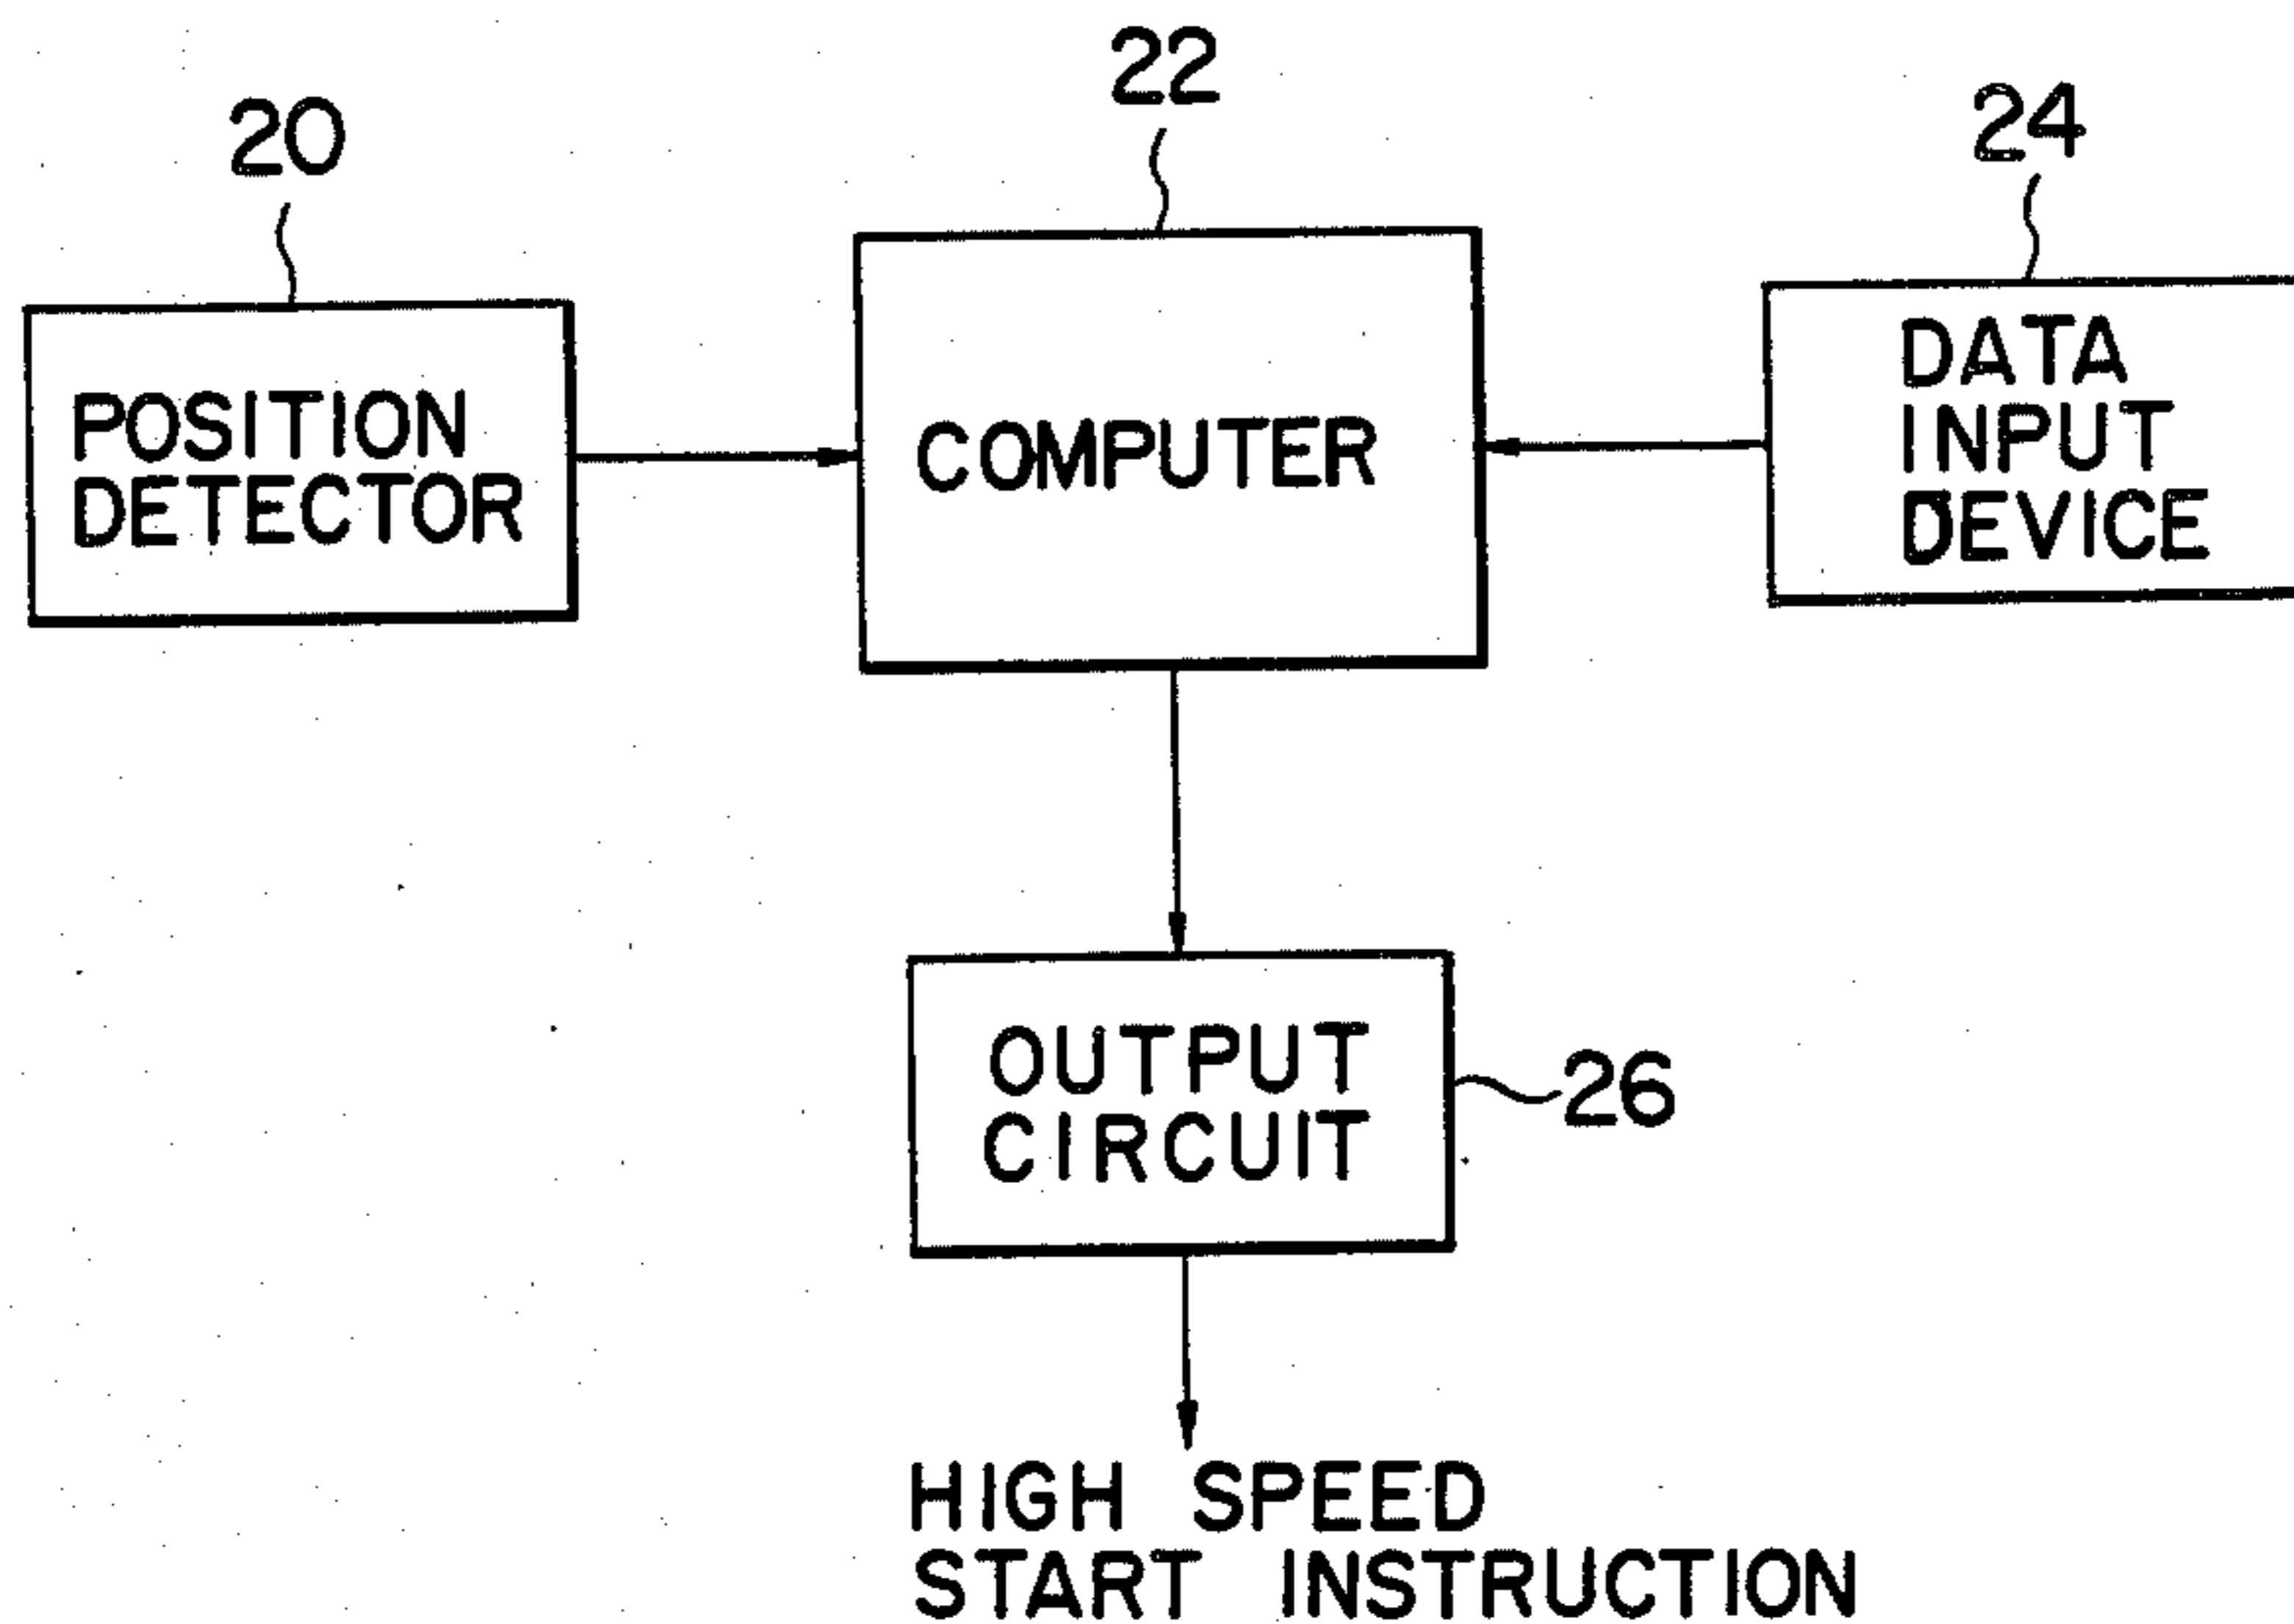 20
22
24
POSITION
DETECTOR
COMPUTER
DATA
INPUT
DEVICE
OUTPUT
CIRCUIT
26
HIGH SPEED
START INSTRUCTION